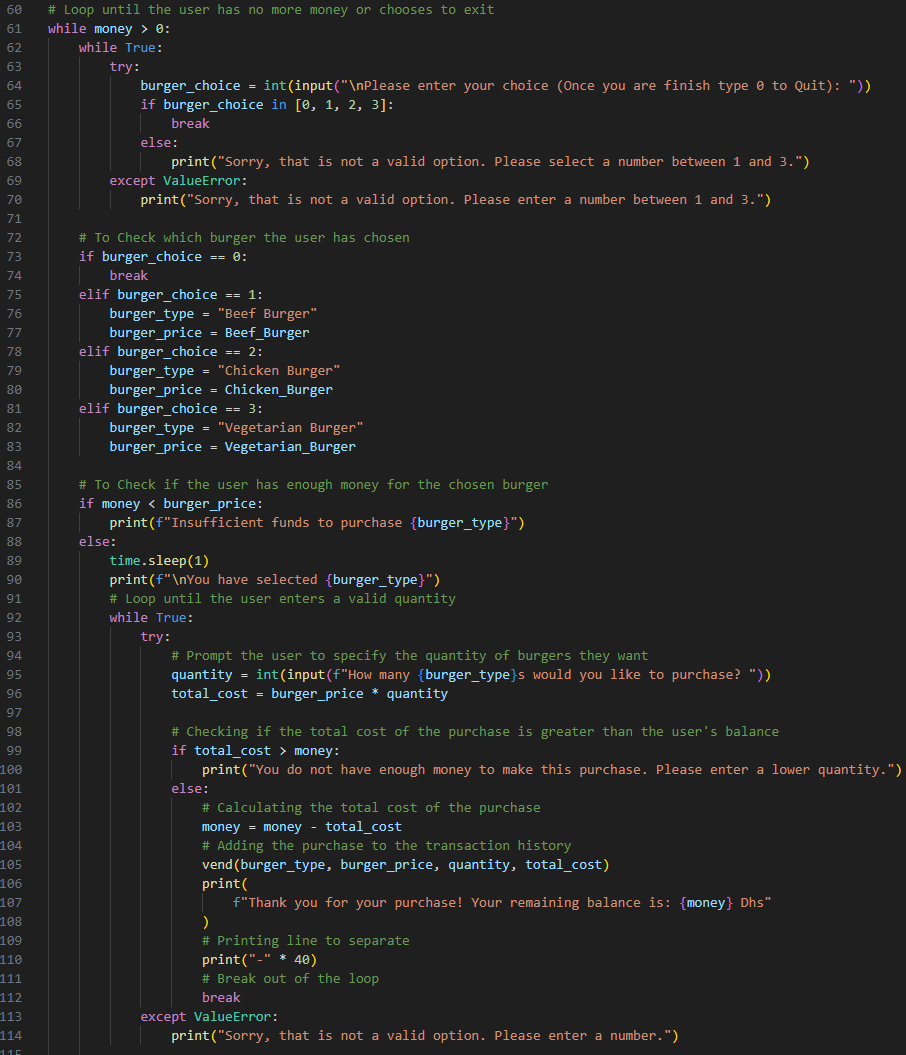 60 # Loop until the user has no more money or chooses to exit
61 while money > 0:
62     while True:
63         try:
64             burger_choice = int(input("\nPlease enter your choice (Once you are finish type 0 to Quit): "))
65             if burger_choice in [0, 1, 2, 3]:
66                 break
67             else:
68                 print("Sorry, that is not a valid option. Please select a number between 1 and 3.")
69         except ValueError:
70             print("Sorry, that is not a valid option. Please enter a number between 1 and 3.")
71
72     # To Check which burger the user has chosen
73     if burger_choice == 0:
74         break
75     elif burger_choice == 1:
76         burger_type = "Beef Burger"
77         burger_price = Beef_Burger
78     elif burger_choice == 2:
79         burger_type = "Chicken Burger"
80         burger_price = Chicken_Burger
81     elif burger_choice == 3:
82         burger_type = "Vegetarian Burger"
83         burger_price = Vegetarian_Burger
84
85     # To Check if the user has enough money for the chosen burger
86     if money < burger_price:
87         print(f"Insufficient funds to purchase {burger_type}")
88     else:
89         time.sleep(1)
90         print(f"\nYou have selected {burger_type}")
91         # Loop until the user enters a valid quantity
92         while True:
93             try:
94                 # Prompt the user to specify the quantity of burgers they want
95                 quantity = int(input(f"How many {burger_type}s would you like to purchase? "))
96                 total_cost = burger_price * quantity
97
98                 # Checking if the total cost of the purchase is greater than the user's balance
99                 if total_cost > money:
100                     print("You do not have enough money to make this purchase. Please enter a lower quantity.")
101                 else:
102                     # Calculating the total cost of the purchase
103                     money = money - total_cost
104                     # Adding the purchase to the transaction history
105                     vend(burger_type, burger_price, quantity, total_cost)
106                     print(
107                         f"Thank you for your purchase! Your remaining balance is: {money} Dhs"
108                     )
109                     # Printing line to separate
110                     print("-" * 40)
111                     # Break out of the loop
112                     break
113             except ValueError:
114                 print("Sorry, that is not a valid option. Please enter a number.")
115